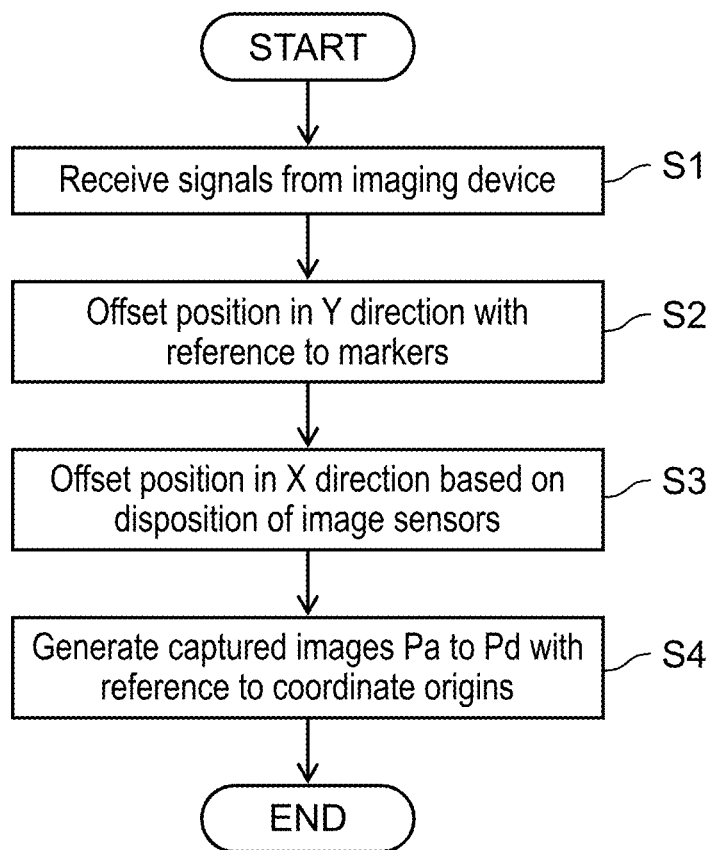 START
Receive signals from imaging device
S1
Offset position in Y direction with
reference to markers
S2
Offset position in X direction based on
disposition of image sensors
S3
Generate captured images Pa to Pd with
reference to coordinate origins
S4
END